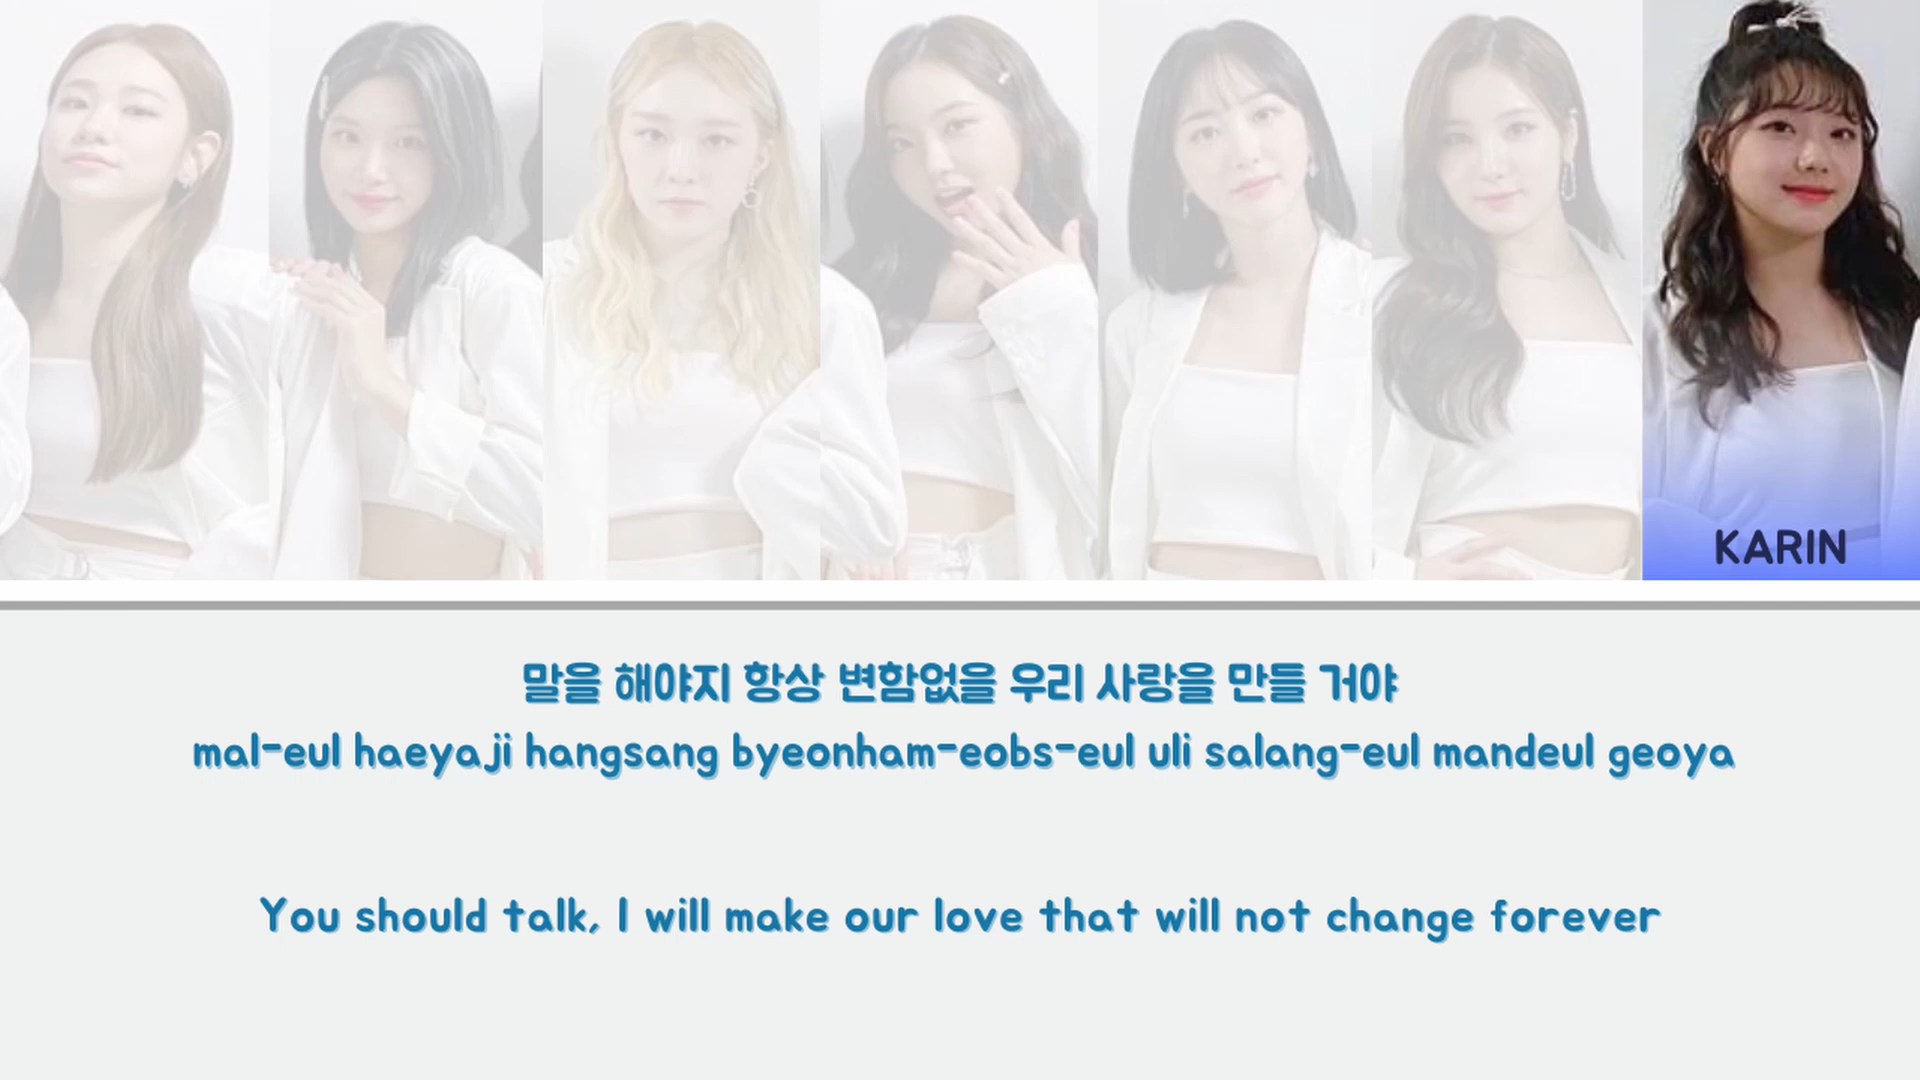 KARIN
말을 해야지 항상 변함없을 우리 사랑을 만들 거야
mal-eul haeyaji hangsang byeonham-eobs-eul uli salang-eul mandeul geoya
You should talk, I will make our love that will not change forever